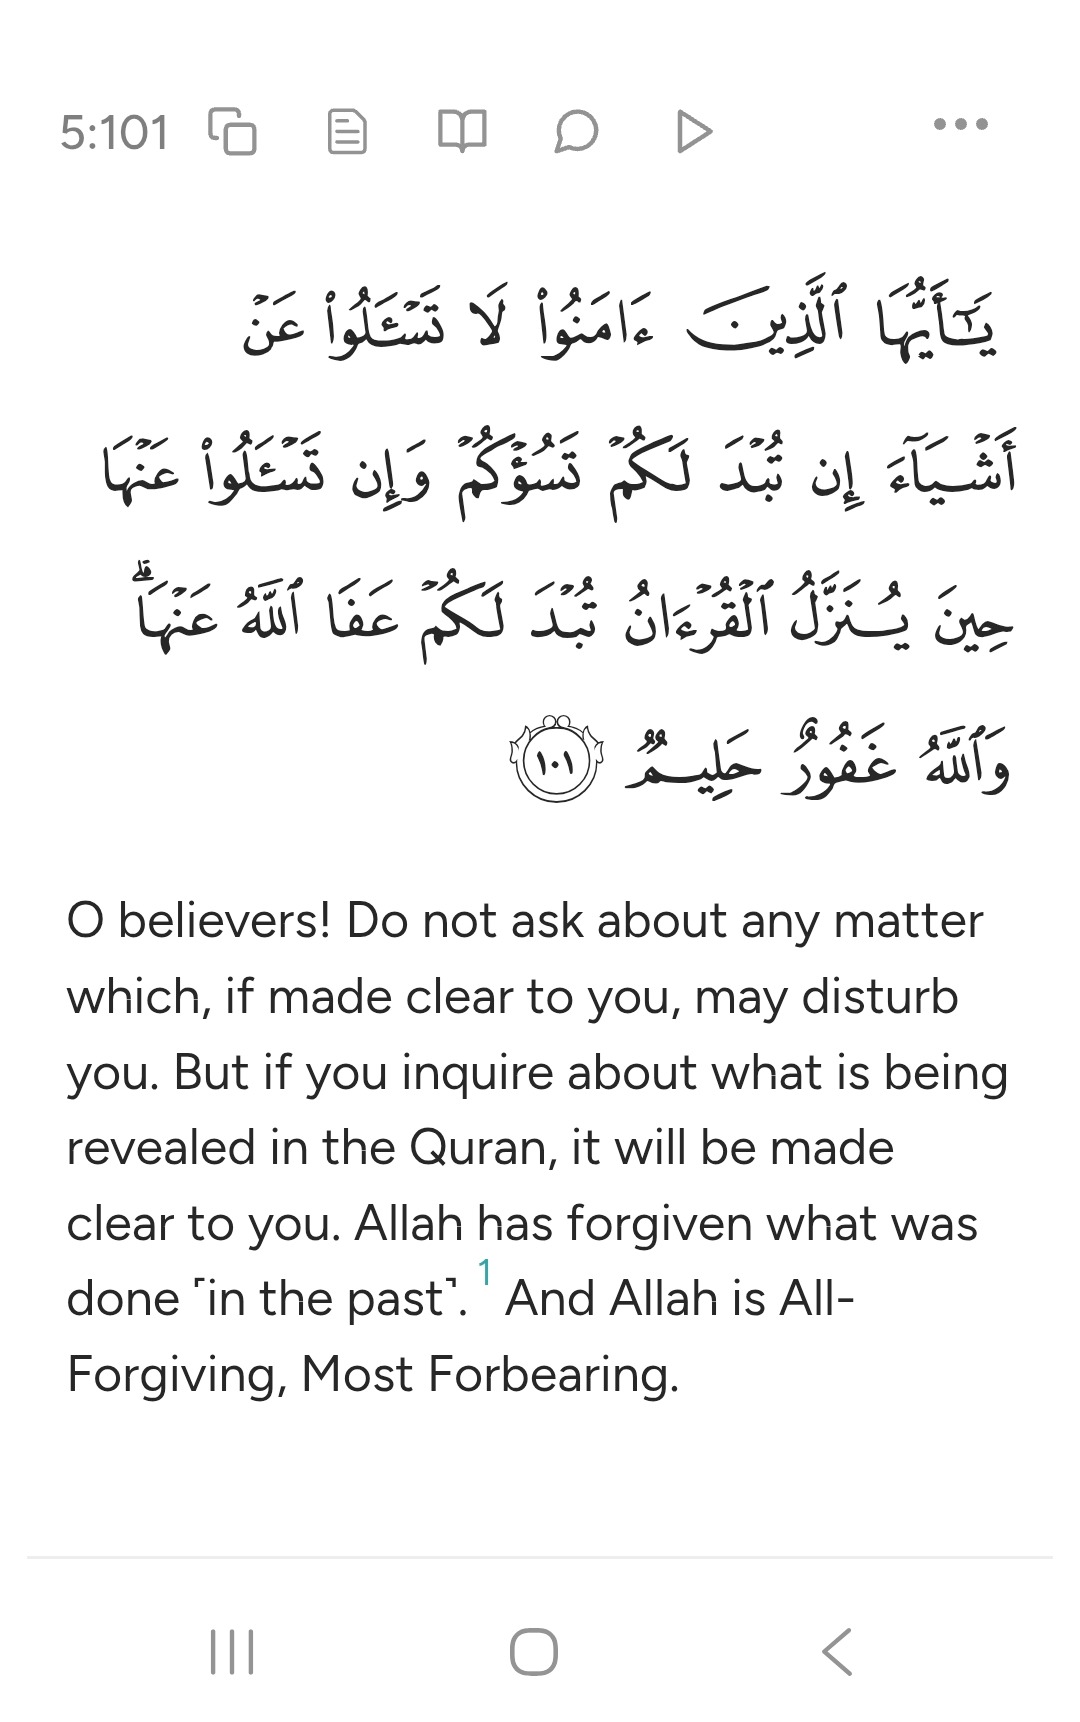 5:101
يَـٰٓأَيُّهَا ٱلَّذِينَ ءَامَنُوا۟ لَا تَسْـَٔلُوا۟ عَنْ
أَشْيَآءَ إِن تُبْدَ لَكُمْ تَسُؤْكُمْ وَإِن تَسْـَٔلُوا۟ عَنْهَا
حِينَ يُنَزَّلُ ٱلْقُرْءَانُ تُبْدَ لَكُمْ عَفَا ٱللَّهُ عَنْهَا ۗ
وَٱللَّهُ غَفُورٌ حَلِيمٌ ١٠١
O believers! Do not ask about any matter
which, if made clear to you, may disturb
you. But if you inquire about what is being
revealed in the Quran, it will be made
clear to you. Allah has forgiven what was
done ˹in the past˺. 1 And Allah is All-
Forgiving, Most Forbearing.